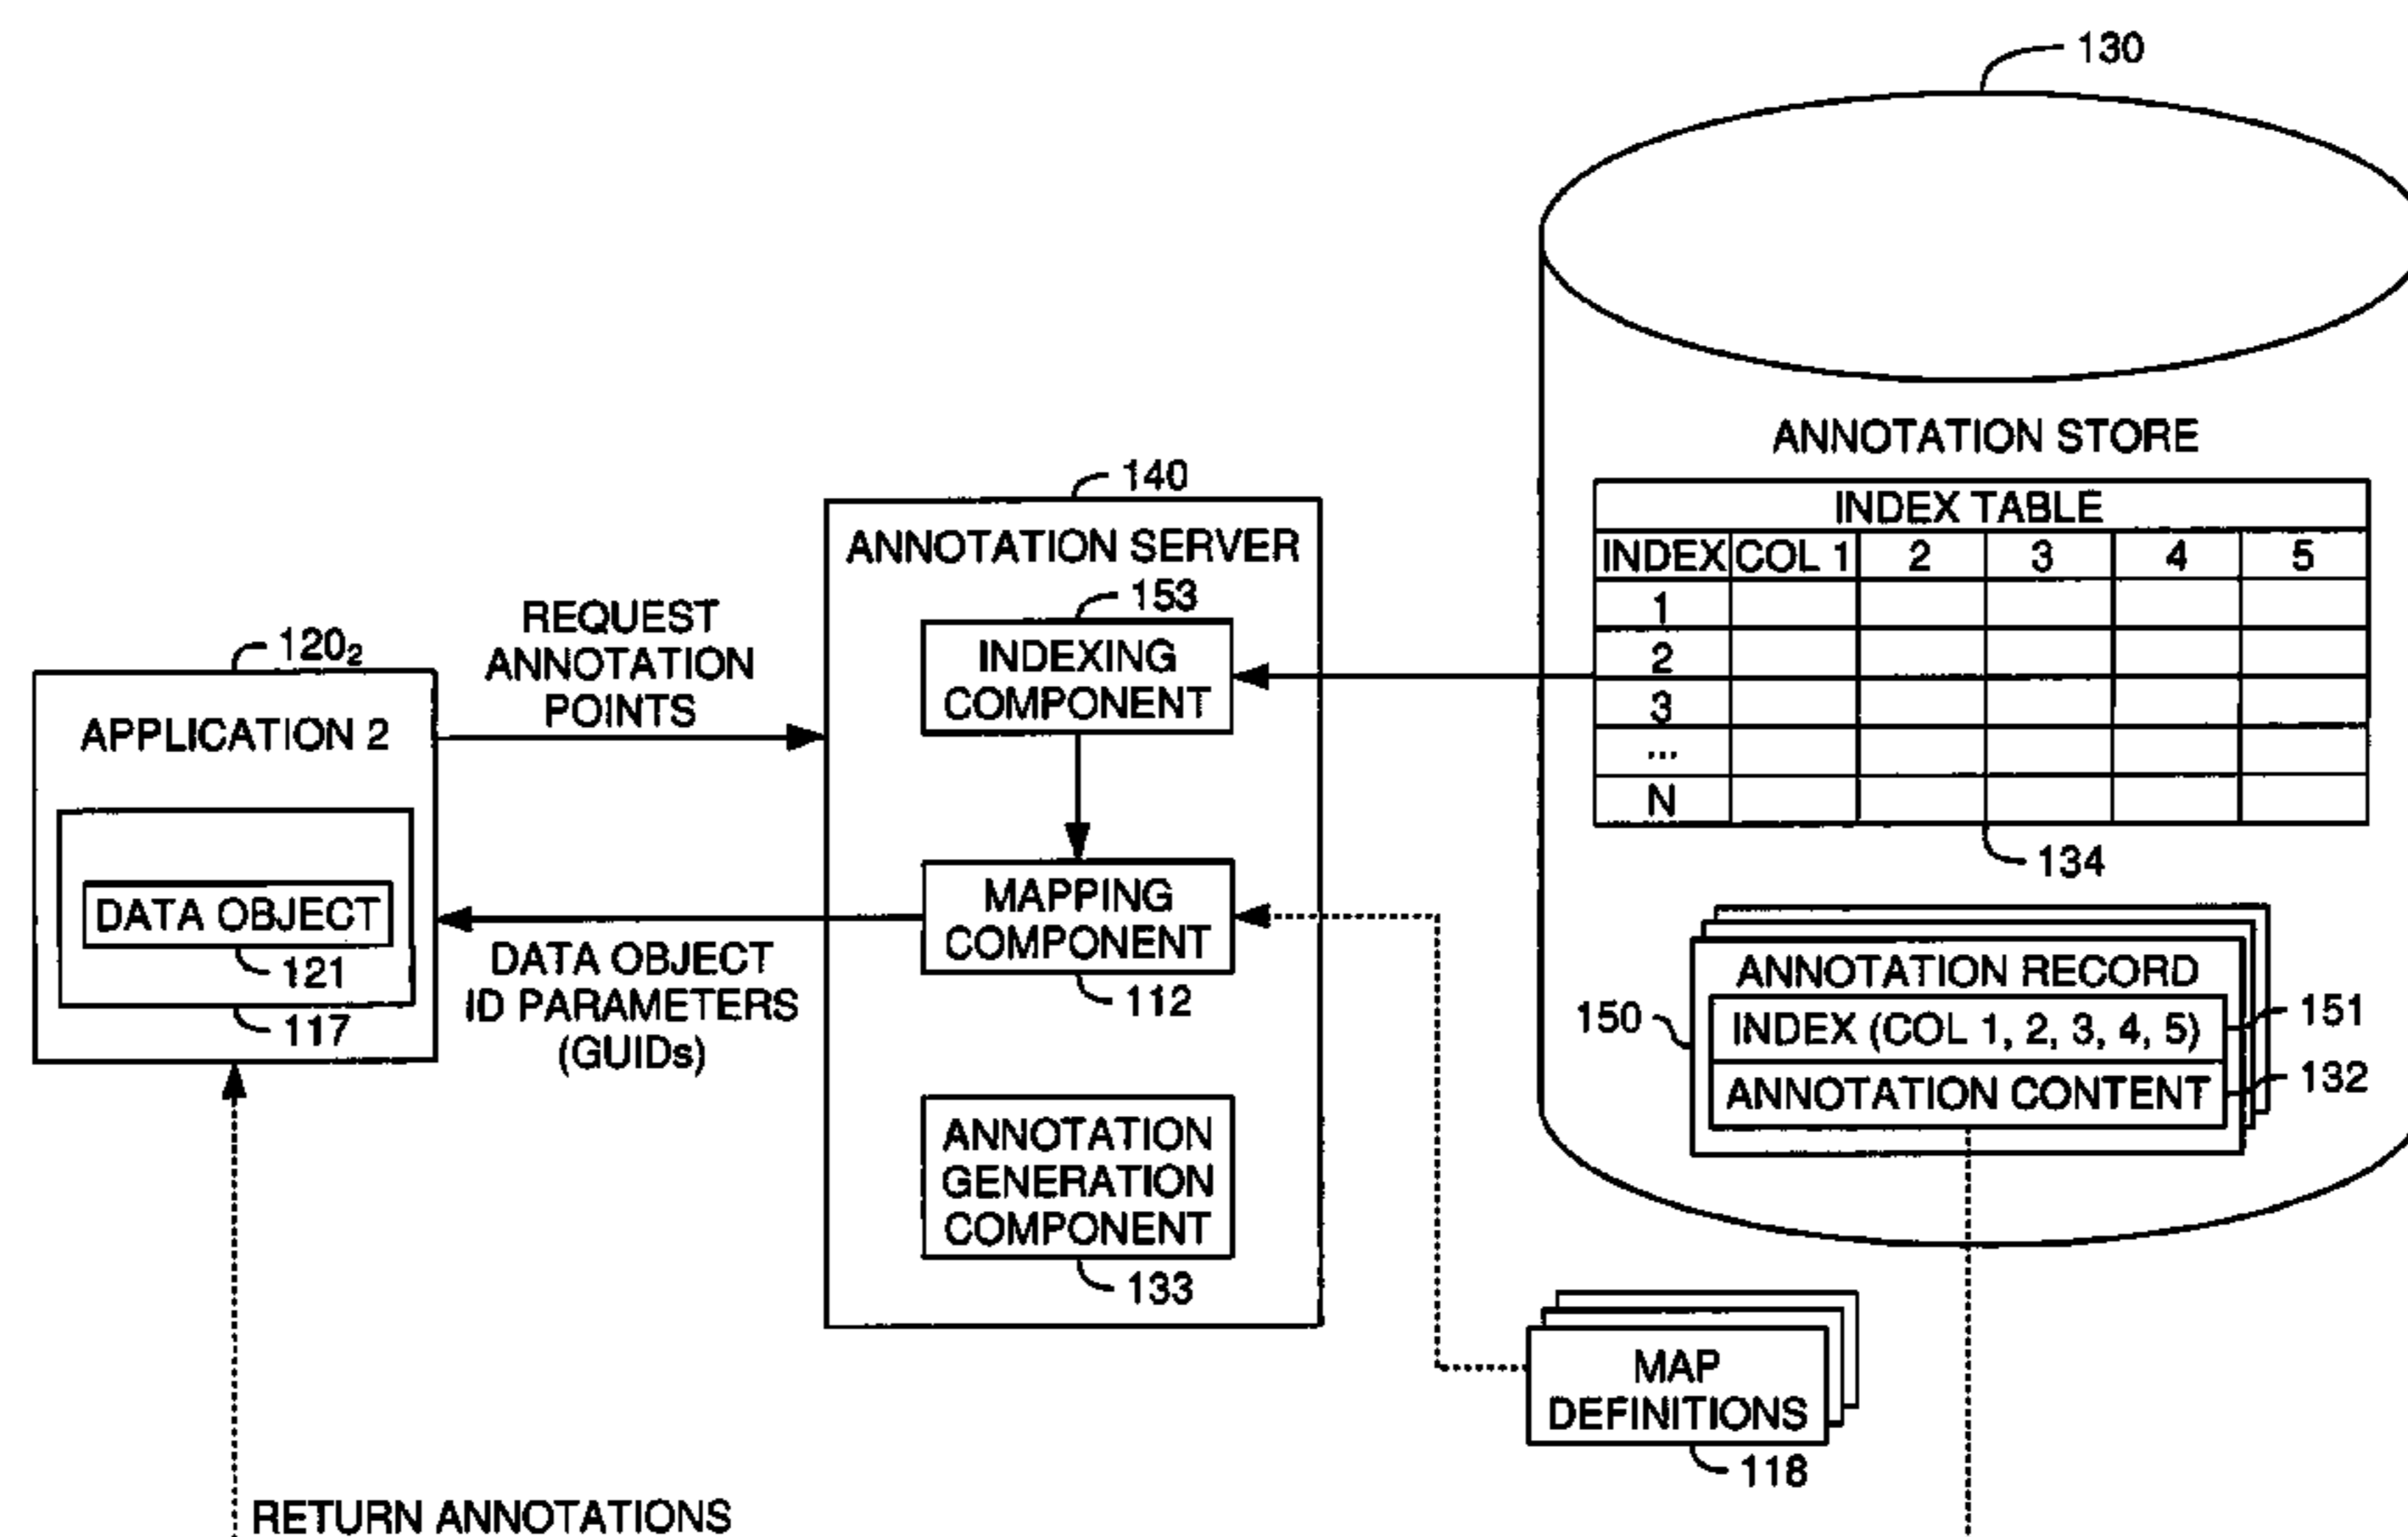 130
ANNOTATION STORE
INDEX TABLE
INDEX COL 1 2 3 4 5
1
2
3
...
N
134
140
ANNOTATION SERVER
153
INDEXING
COMPONENT
REQUEST
ANNOTATION
POINTS
120₂
APPLICATION 2
DATA OBJECT
121
117
MAPPING
COMPONENT
112
DATA OBJECT
ID PARAMETERS
(GUIDs)
ANNOTATION
GENERATION
COMPONENT
133
ANNOTATION RECORD
150
INDEX (COL 1, 2, 3, 4, 5)
151
ANNOTATION CONTENT
132
MAP
DEFINITIONS
118
RETURN ANNOTATIONS